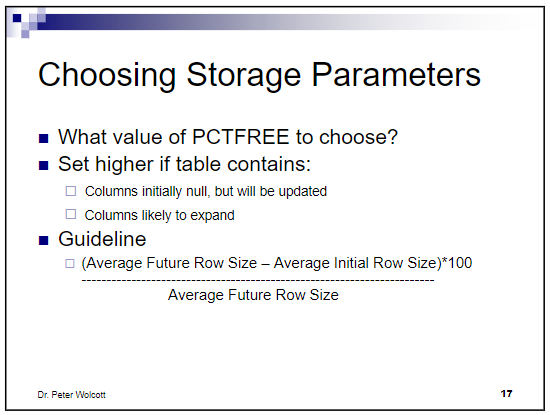 Choosing Storage Parameters
What value of PCTFREE to choose?
Set higher if table contains:
Columns initially null, but will be updated
Columns likely to expand
Guideline
(Average Future Row Size – Average Initial Row Size)*100
-----------------------------------------------------------------------
Average Future Row Size
Dr. Peter Wolcott
17